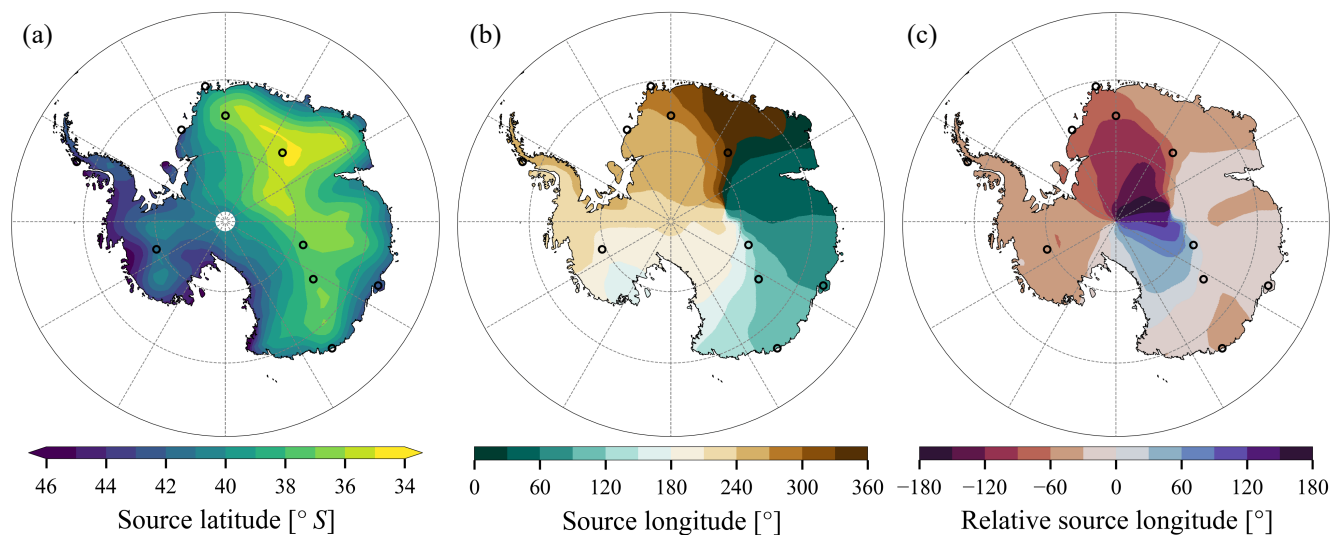 (a)
(b)
(c)
46 44 42 40 38 36 34
Source latitude [° S]
0 60 120 180 240 300 360
Source longitude [°]
−180 −120 −60 0 60 120 180
Relative source longitude [°]